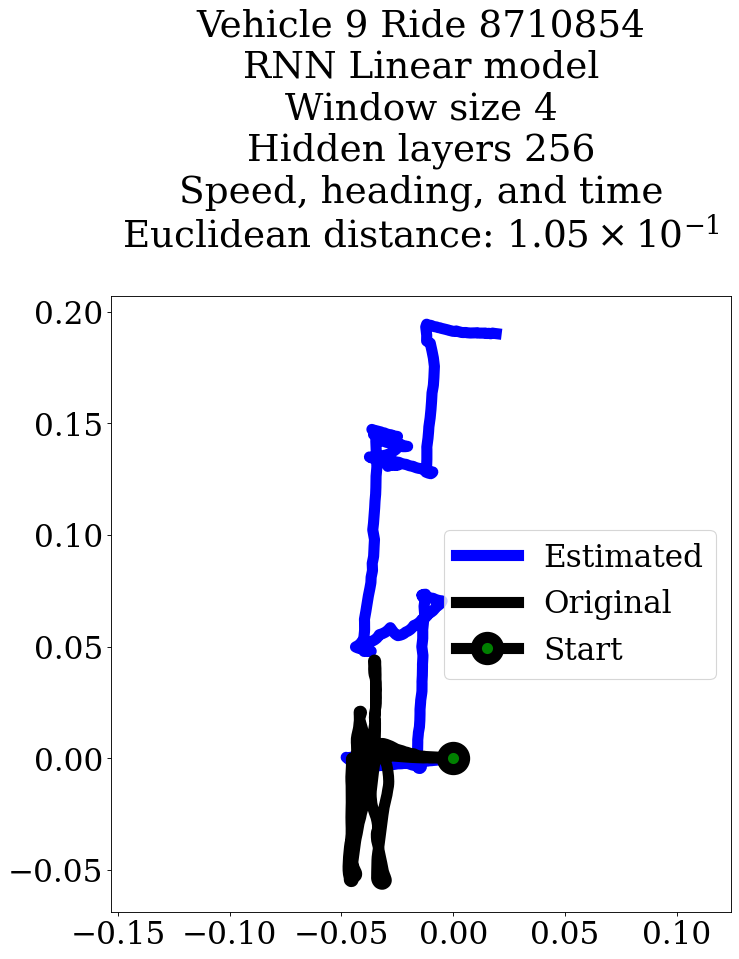 Vehicle 9 Ride 8710854
RNN Linear model
Window size 4
Hidden layers 256
Speed, heading, and time
Euclidean distance: 1.05 × 10⁻¹
0.20
0.15
0.10
0.05
0.00
−0.05
Estimated
Original
Start
−0.15 −0.10 −0.05 0.00 0.05 0.10